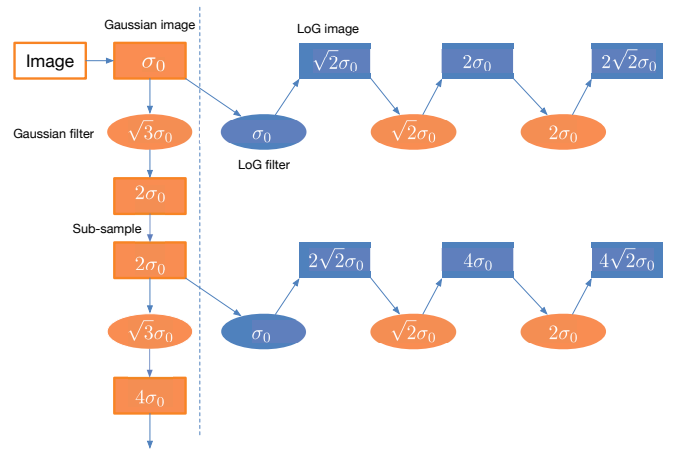 Gaussian image
LoG image
Image
σ₀
√2σ₀
2σ₀
2√2σ₀
Gaussian filter
√3σ₀
σ₀
√2σ₀
2σ₀
LoG filter
2σ₀
Sub-sample
2σ₀
2√2σ₀
4σ₀
4√2σ₀
√3σ₀
σ₀
√2σ₀
2σ₀
4σ₀